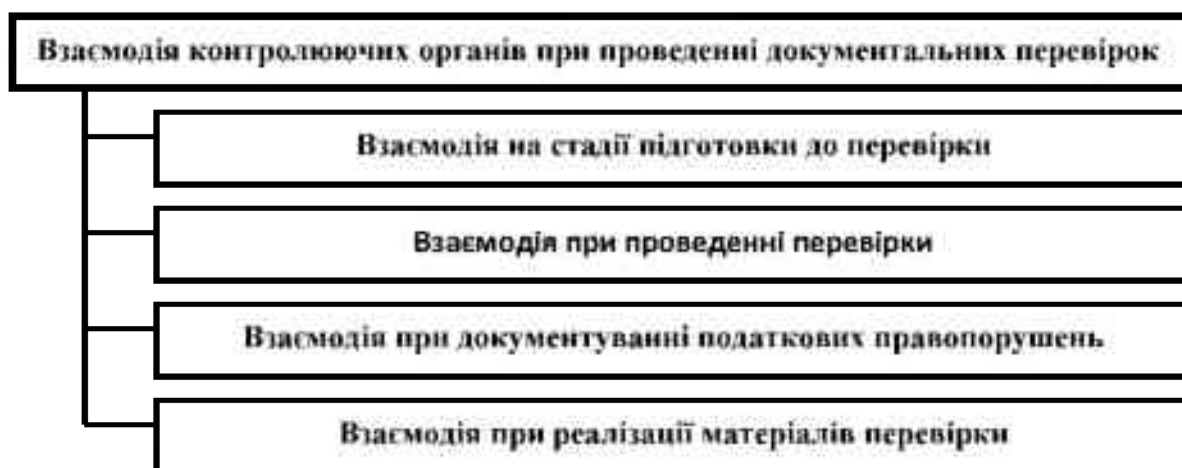 Взаємодія контролюючих органів при проведенні документальних перевірок
Взаємодія на стадії підготовки до перевірки
Взаємодія при проведенні перевірки
Взаємодія при документуванні податкових правопорушень
Взаємодія при реалізації матеріалів перевірки